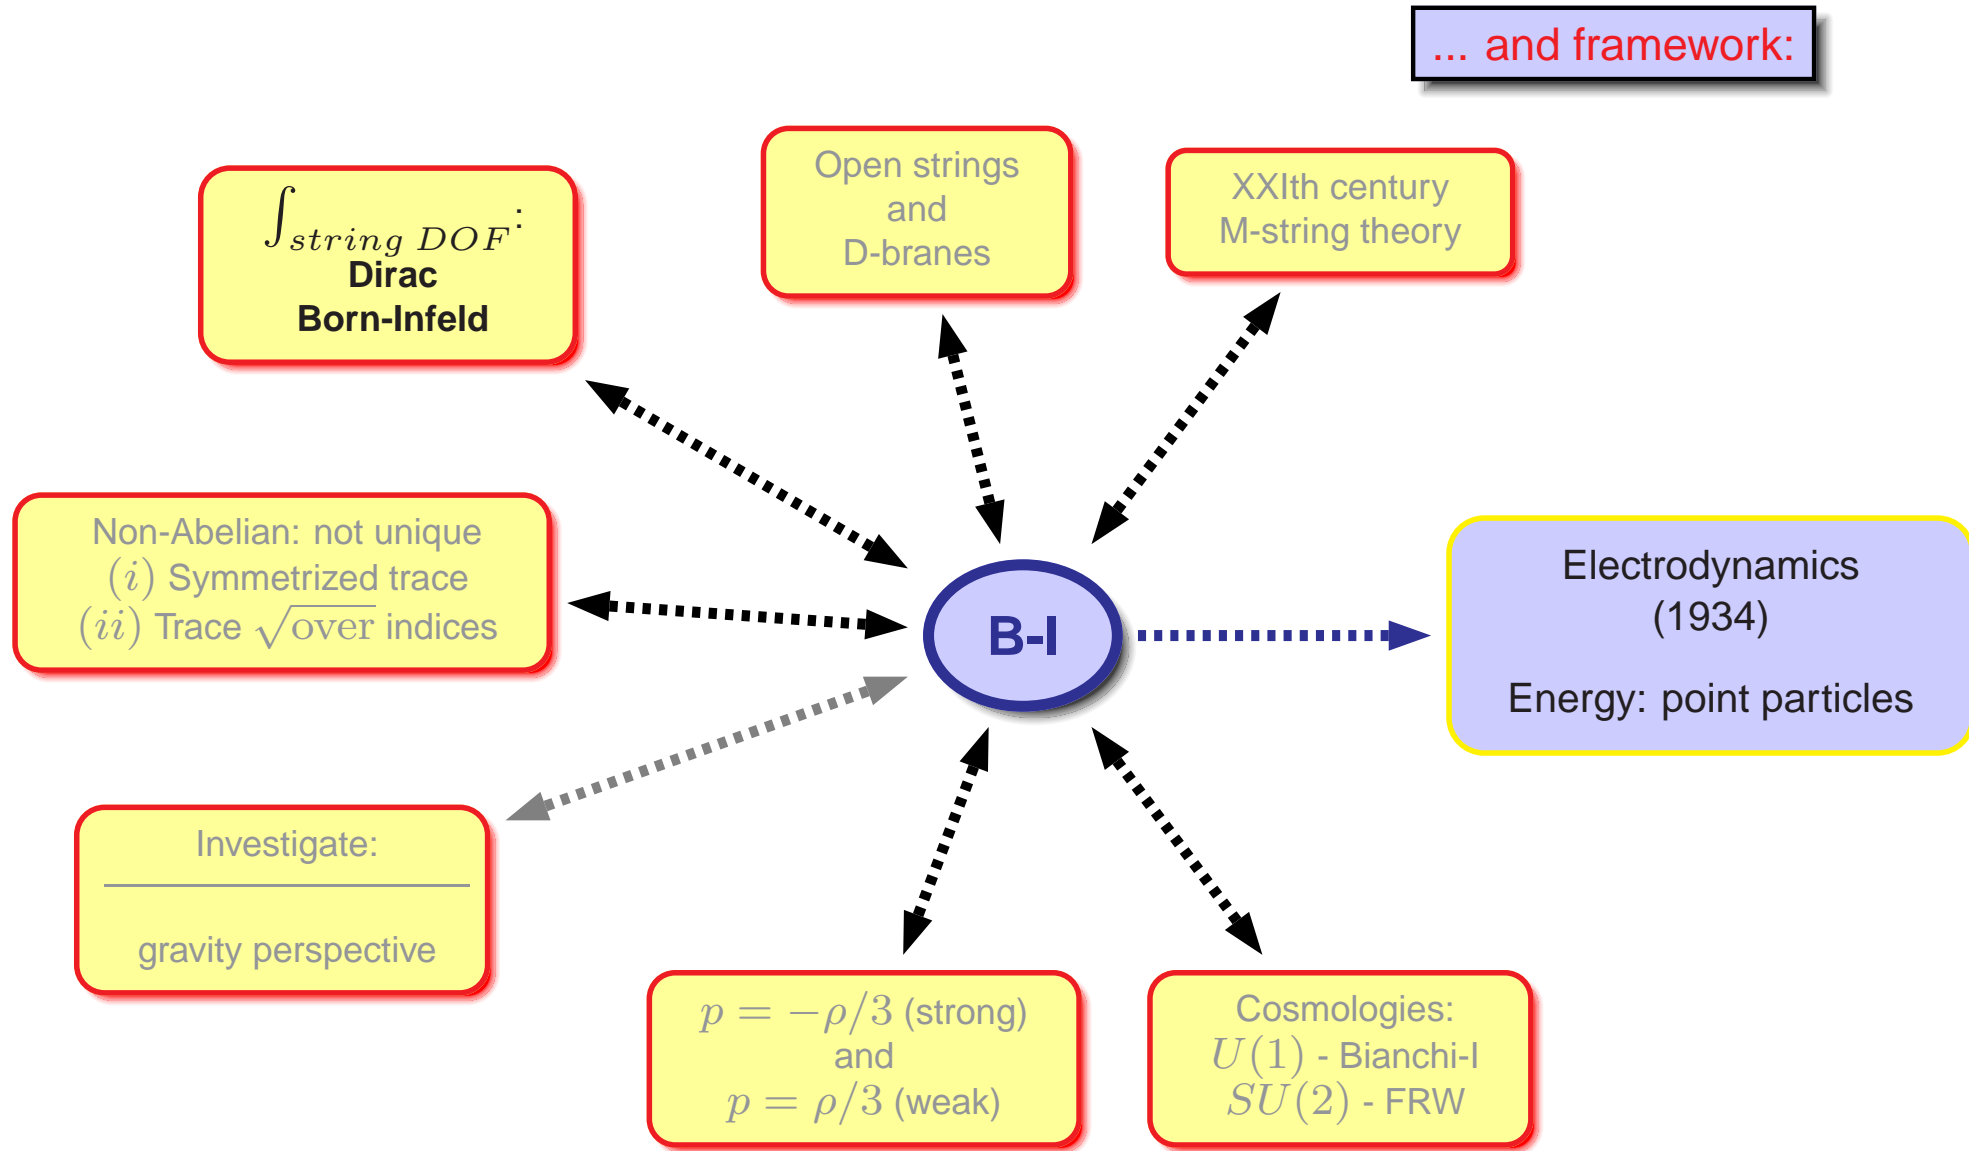 ... and framework:
∫_{string DOF}:
Dirac
Born-Infeld
Open strings
and
D-branes
XXIth century
M-string theory
Non-Abelian: not unique
(i) Symmetrized trace
(ii) Trace √over indices
B-I
Electrodynamics
(1934)
Energy: point particles
Investigate:
gravity perspective
p = −ρ/3 (strong)
and
p = ρ/3 (weak)
Cosmologies:
U(1) - Bianchi-I
SU(2) - FRW